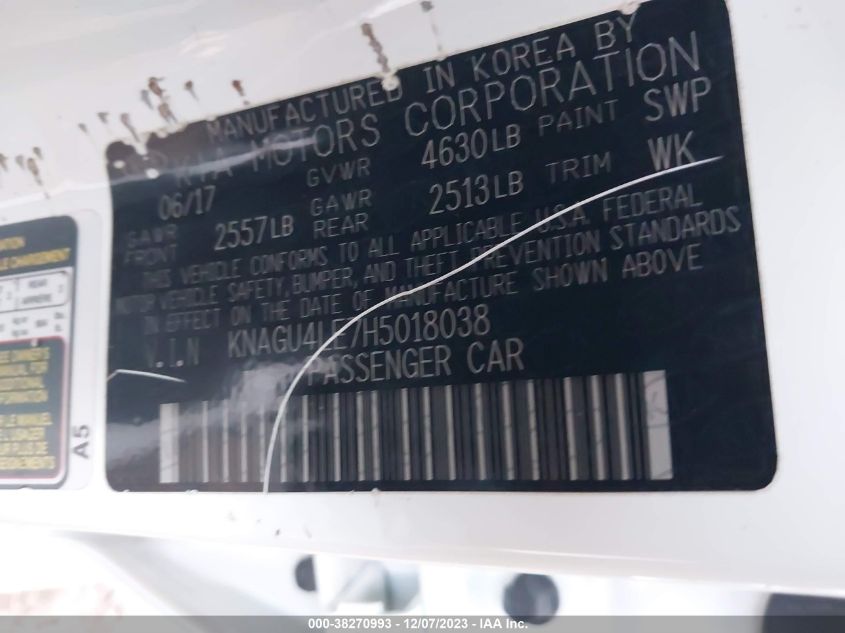 MANUFACTURED IN KOREA BY
KIA MOTORS CORPORATION
06/17 GVWR 4630LB PAINT SWP
GAWR FRONT 2557LB GAWR REAR 2513LB TRIM WK
THIS VEHICLE CONFORMS TO ALL APPLICABLE U.S.A. FEDERAL
MOTOR VEHICLE SAFETY, BUMPER, AND THEFT PREVENTION STANDARDS
IN EFFECT ON THE DATE OF MANUFACTURE SHOWN ABOVE
V.I.N KNAGU4LE7H5018038
PASSENGER CAR
A5
000-38270993 - 12/07/2023 - IAA Inc.